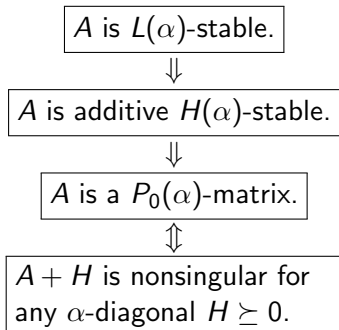 A is L(α)-stable.
⇓
A is additive H(α)-stable.
⇓
A is a P₀(α)-matrix.
⇕
A + H is nonsingular for
any α-diagonal H ⪰ 0.